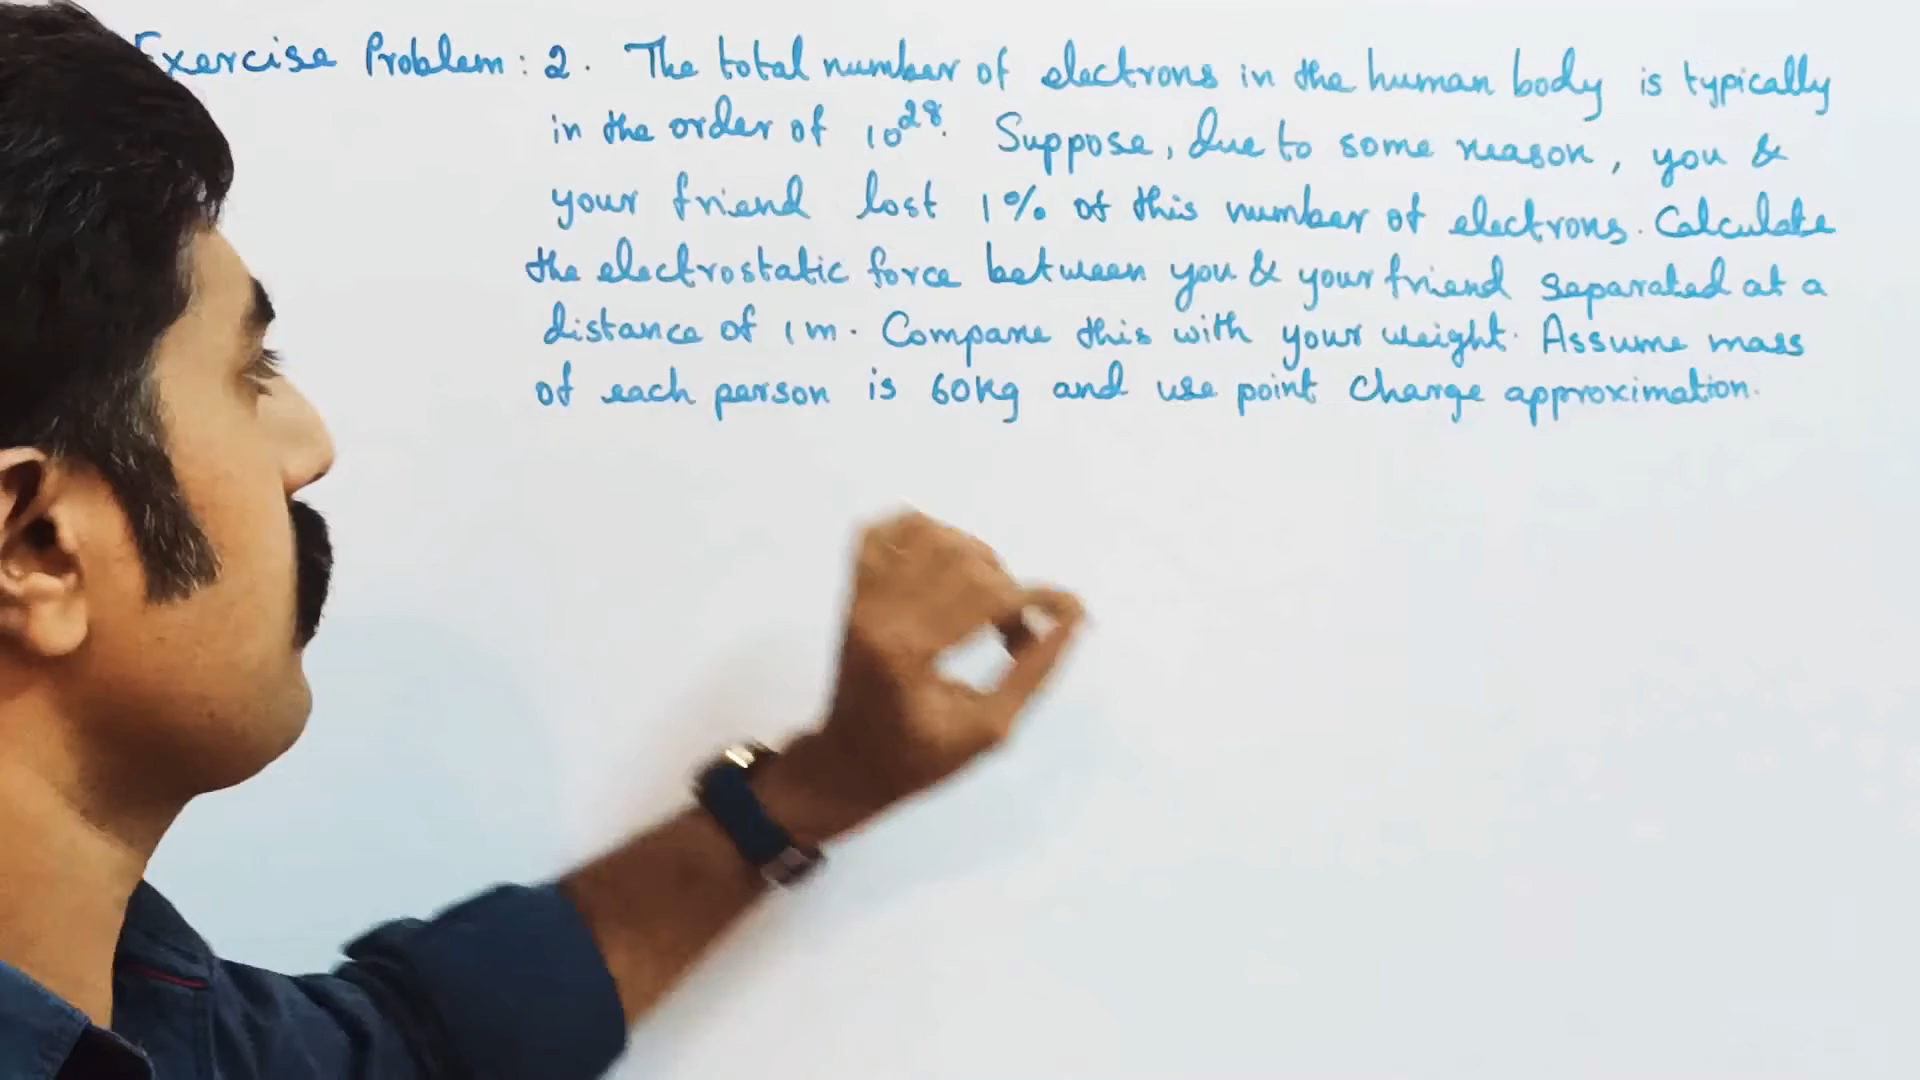 Exercise Problem: 2. The total number of electrons in the human body is typically
in the order of 10²⁸. Suppose, due to some reason, you &
your friend lost 1% of this number of electrons. Calculate
the electrostatic force between you & your friend separated at a
distance of 1m. Compare this with your weight. Assume mass
of each person is 60kg and use point charge approximation.